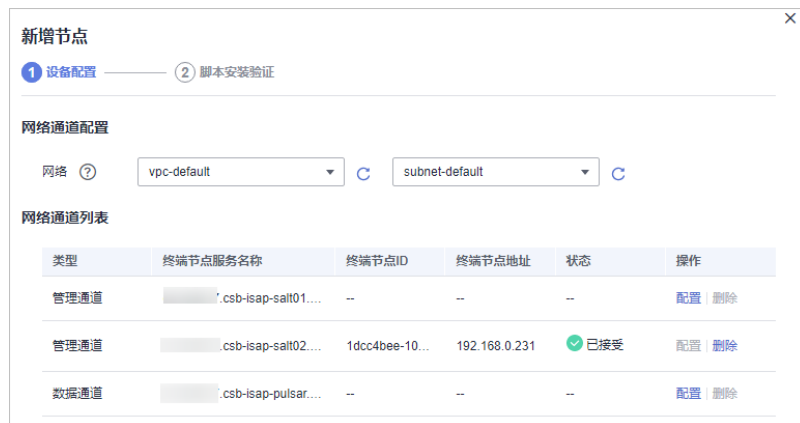 新增节点
1 设备配置 2 脚本安装验证
网络通道配置
网络 ? vpc-default subnet-default
网络通道列表
类型 终端节点服务名称 终端节点ID 终端节点地址 状态 操作
管理通道 .csb-isap-salt01.... -- -- -- 配置 | 删除
管理通道 .csb-isap-salt02.... 1dcc4bee-10... 192.168.0.231 已接受 配置 | 删除
数据通道 .csb-isap-pulsar.... -- -- -- 配置 | 删除